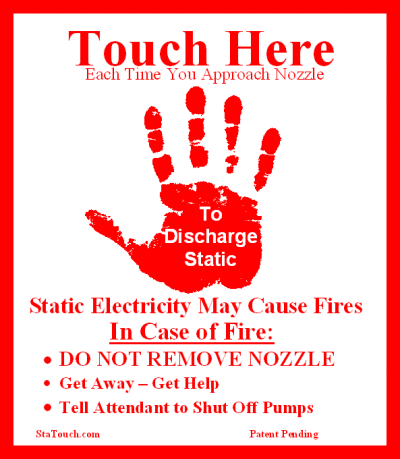 Touch Here
Each Time You Approach Nozzle
To
Discharge
Static
Static Electricity May Cause Fires
In Case of Fire:
• DO NOT REMOVE NOZZLE
• Get Away – Get Help
• Tell Attendant to Shut Off Pumps
StaTouch.com Patent Pending